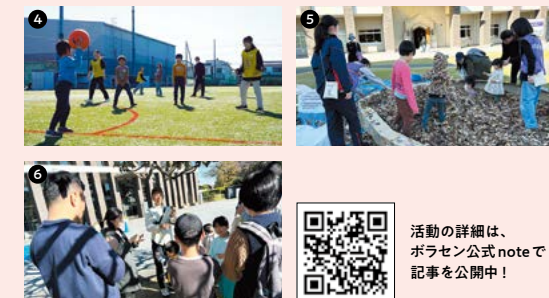 4
5
6
活動の詳細は、
ボラセン公式noteで
記事を公開中！